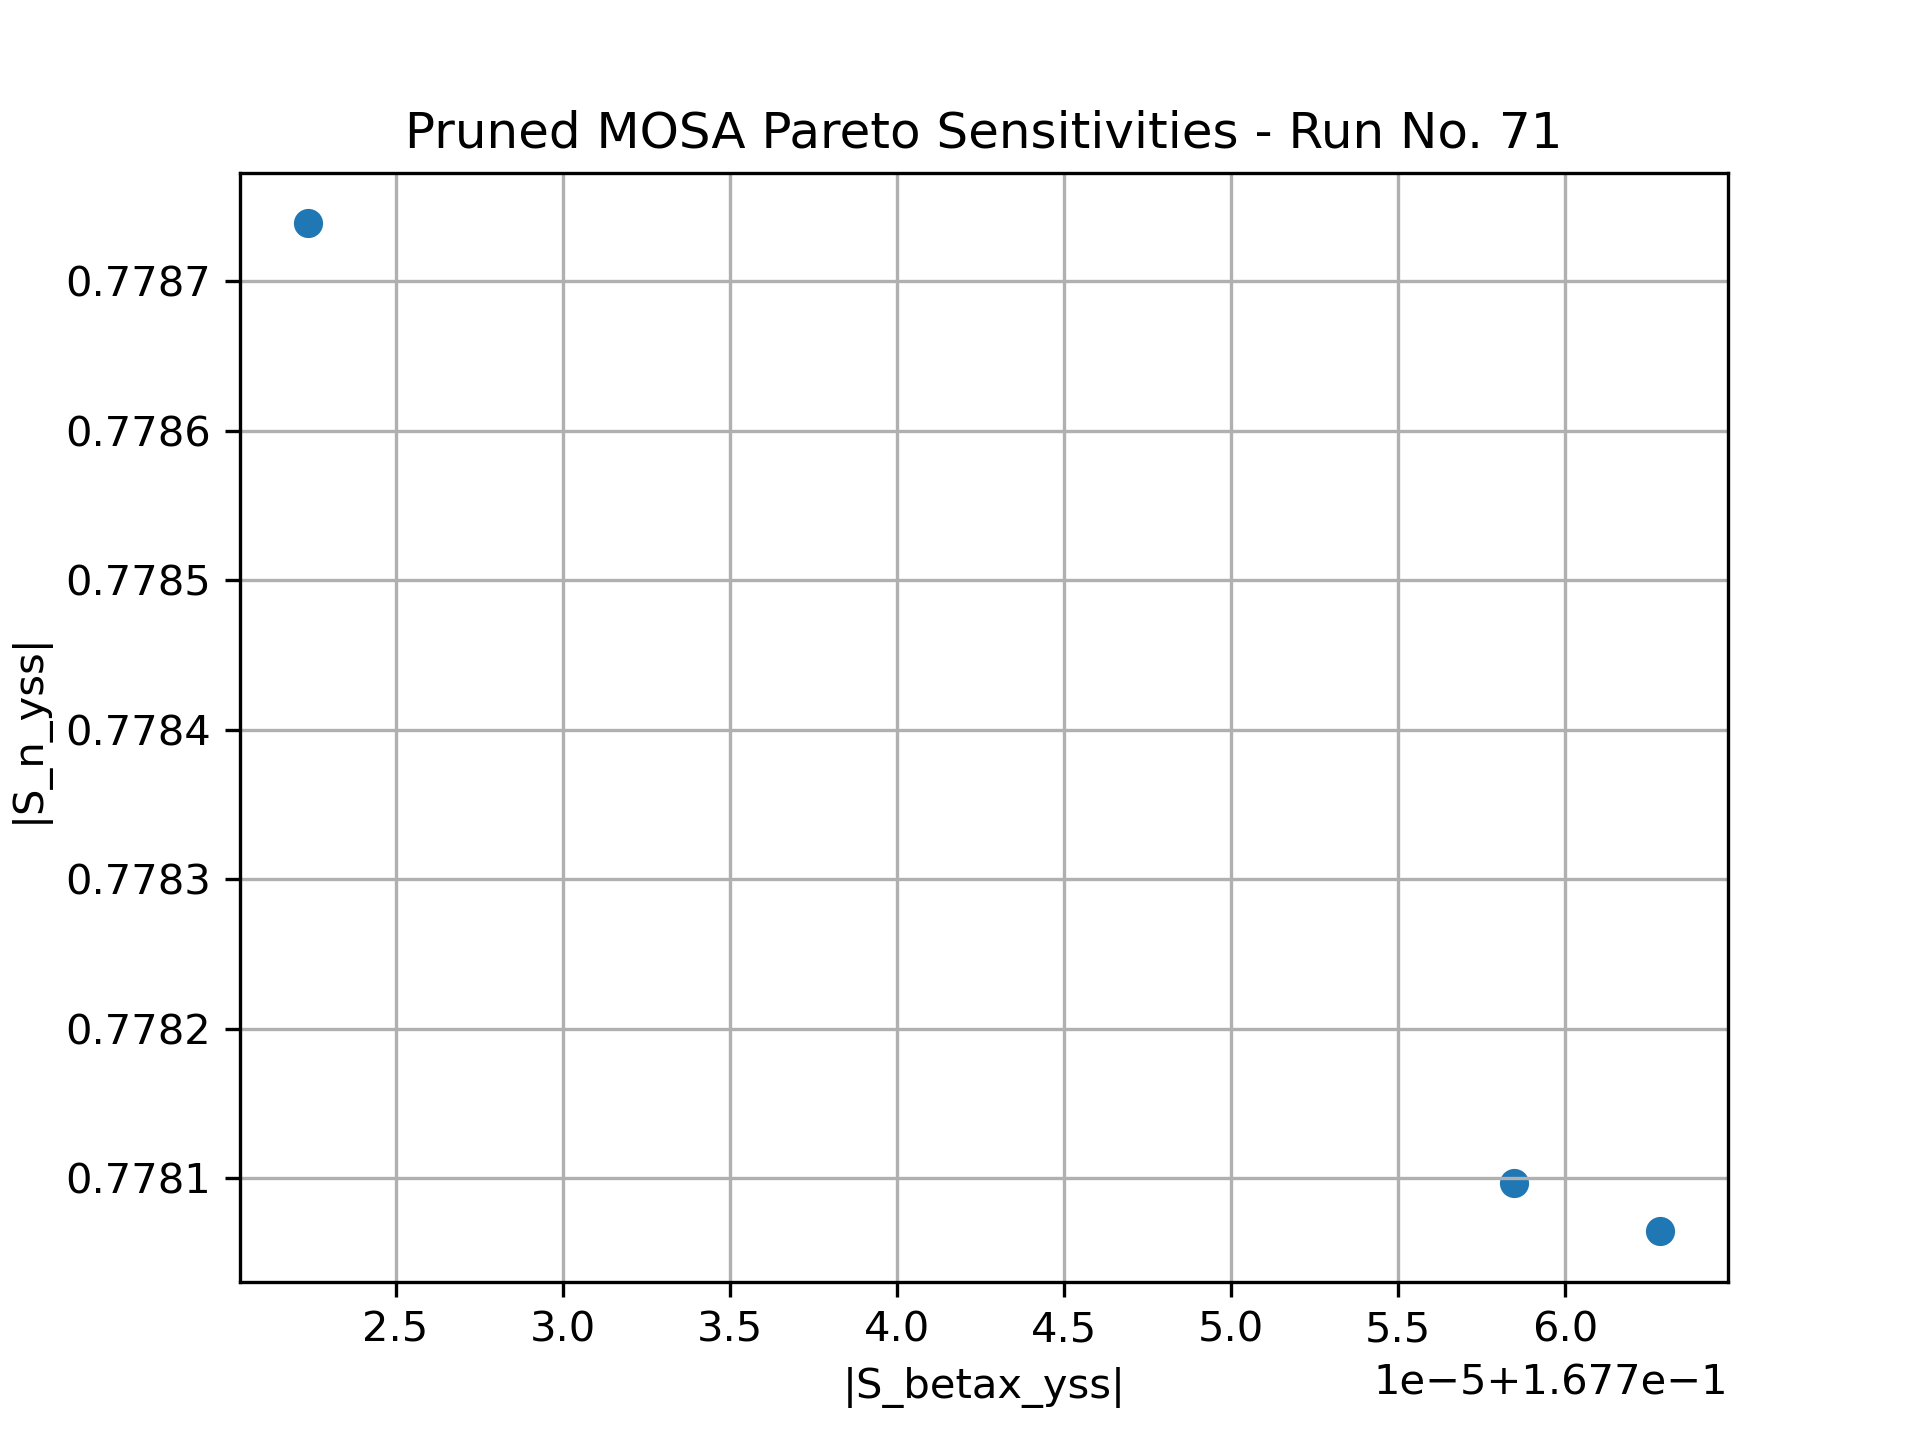 Pruned MOSA Pareto Sensitivities - Run No. 71
0.7787
0.7786
0.7785
0.7784
0.7783
0.7782
0.7781
|S_n_yss|
2.5 3.0 3.5 4.0 4.5 5.0 5.5 6.0
1e−5+1.677e−1
|S_betax_yss|